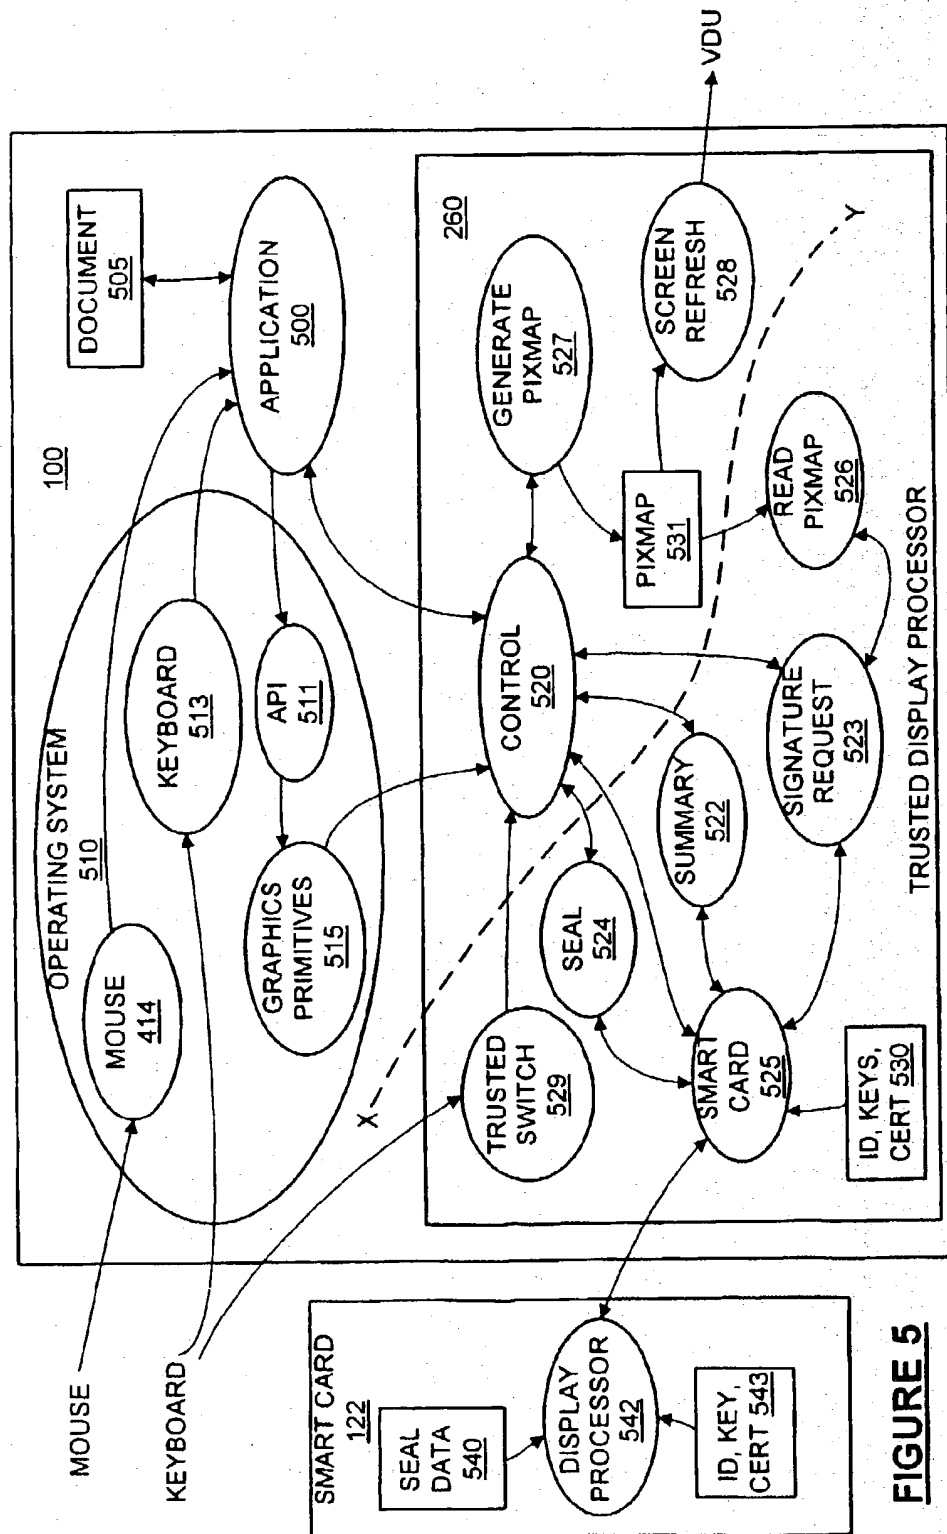 100
DOCUMENT
505
OPERATING SYSTEM
510
MOUSE
414
KEYBOARD
513
API
511
GRAPHICS
PRIMITIVES
515
APPLICATION
500
MOUSE
KEYBOARD
X
260
TRUSTED
SWITCH
529
CONTROL
520
GENERATE
PIXMAP
527
SEAL
524
PIXMAP
531
SCREEN
REFRESH
528
VDU
SUMMARY
522
Y
SMART
CARD
525
SIGNATURE
REQUEST
523
READ
PIXMAP
526
ID, KEYS,
CERT 530
TRUSTED DISPLAY PROCESSOR
SMART CARD
122
SEAL
DATA
540
DISPLAY
PROCESSOR
542
ID, KEY,
CERT 543
FIGURE 5